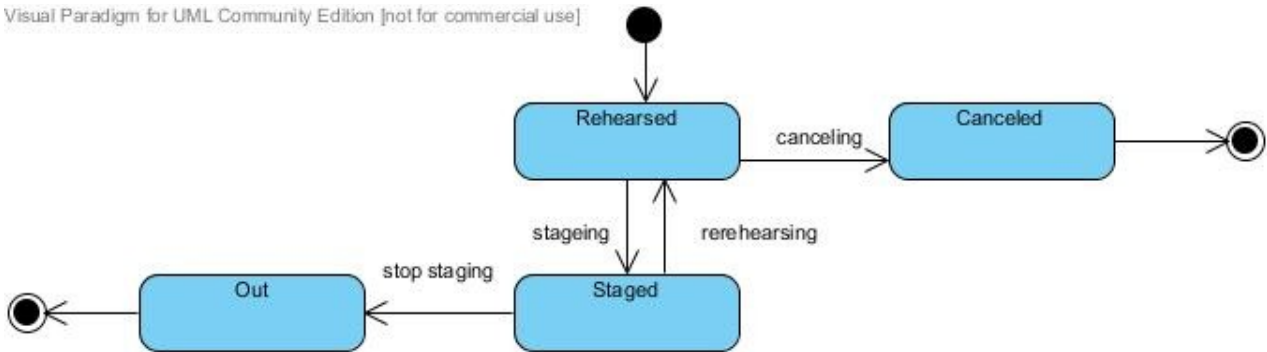 Visual Paradigm for UML Community Edition [not for commercial use]
Rehearsed
Canceled
canceling
stageing
rerehearsing
stop staging
Out
Staged